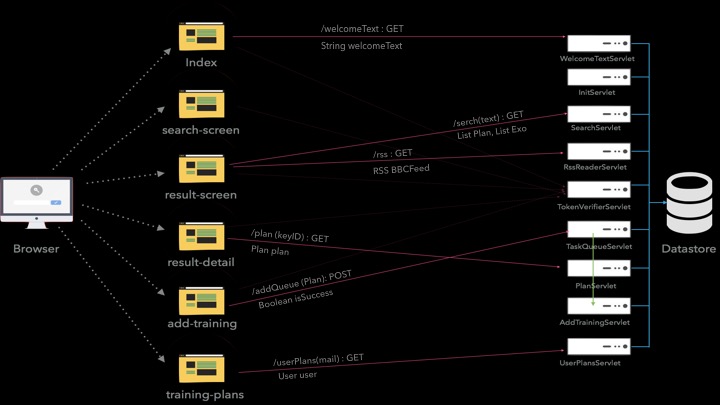 /welcomeText : GET
String welcomeText
Index
WelcomeTextServlet
InitServlet
search-screen
/serch(text) : GET
List Plan, List Exo
SearchServlet
/rss : GET
RSS BBCFeed
RssReaderServlet
result-screen
TokenVerifierServlet
Browser
/plan (keyID) : GET
Plan plan
result-detail
TaskQueueServlet
Datastore
/addQueue (Plan): POST
Boolean isSuccess
PlanServlet
add-training
AddTrainingServlet
/userPlans(mail) : GET
User user
UserPlansServlet
training-plans